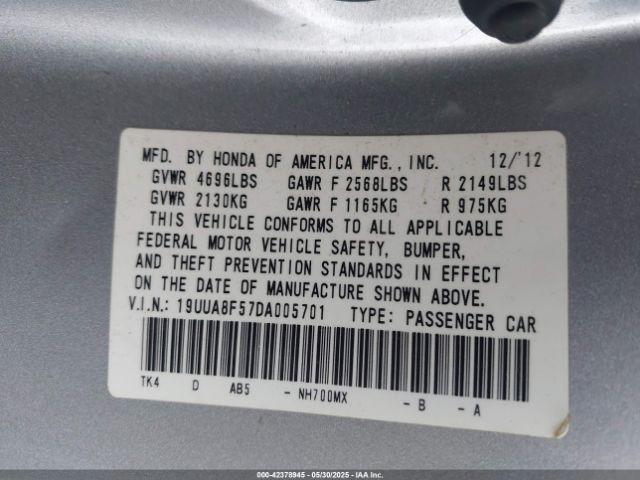 MFD. BY HONDA OF AMERICA MFG., INC. 12/'12
GVWR 4696LBS GAWR F 2568LBS R 2149LBS
GVWR 2130KG GAWR F 1165KG R 975KG
THIS VEHICLE CONFORMS TO ALL APPLICABLE
FEDERAL MOTOR VEHICLE SAFETY, BUMPER,
AND THEFT PREVENTION STANDARDS IN EFFECT
ON THE DATE OF MANUFACTURE SHOWN ABOVE.
V.I.N.: 19UUA8F57DA005701 TYPE: PASSENGER CAR
TK4 D AB5 - NH700MX - B - A
000-42378945 - 05/30/2025 - IAA Inc.